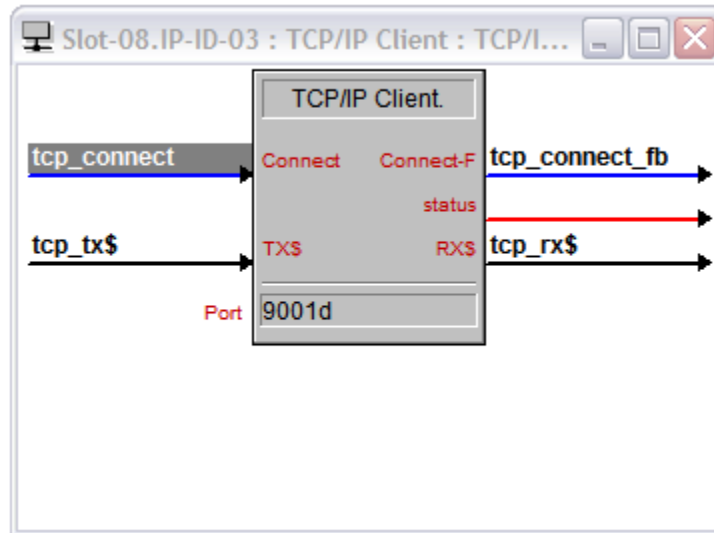 Slot-08.IP-ID-03 : TCP/IP Client : TCP/I...
TCP/IP Client.
tcp_connect Connect Connect-F tcp_connect_fb
status
tcp_tx$ TX$ RX$ tcp_rx$
Port 9001d